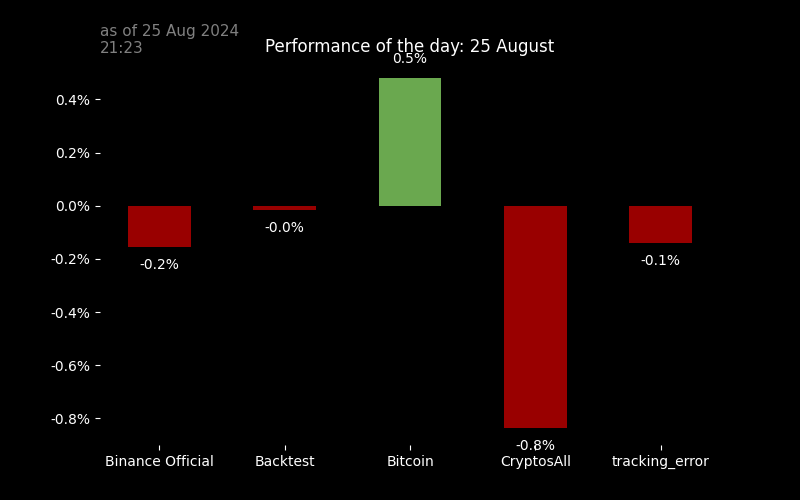 as of 25 Aug 2024
21:23
Performance of the day: 25 August
0.5%
0.4%
0.2%
0.0%
-0.0%
-0.2%
-0.2%
-0.1%
-0.4%
-0.6%
-0.8%
-0.8%
Binance Official
Backtest
Bitcoin
CryptosAll
tracking_error